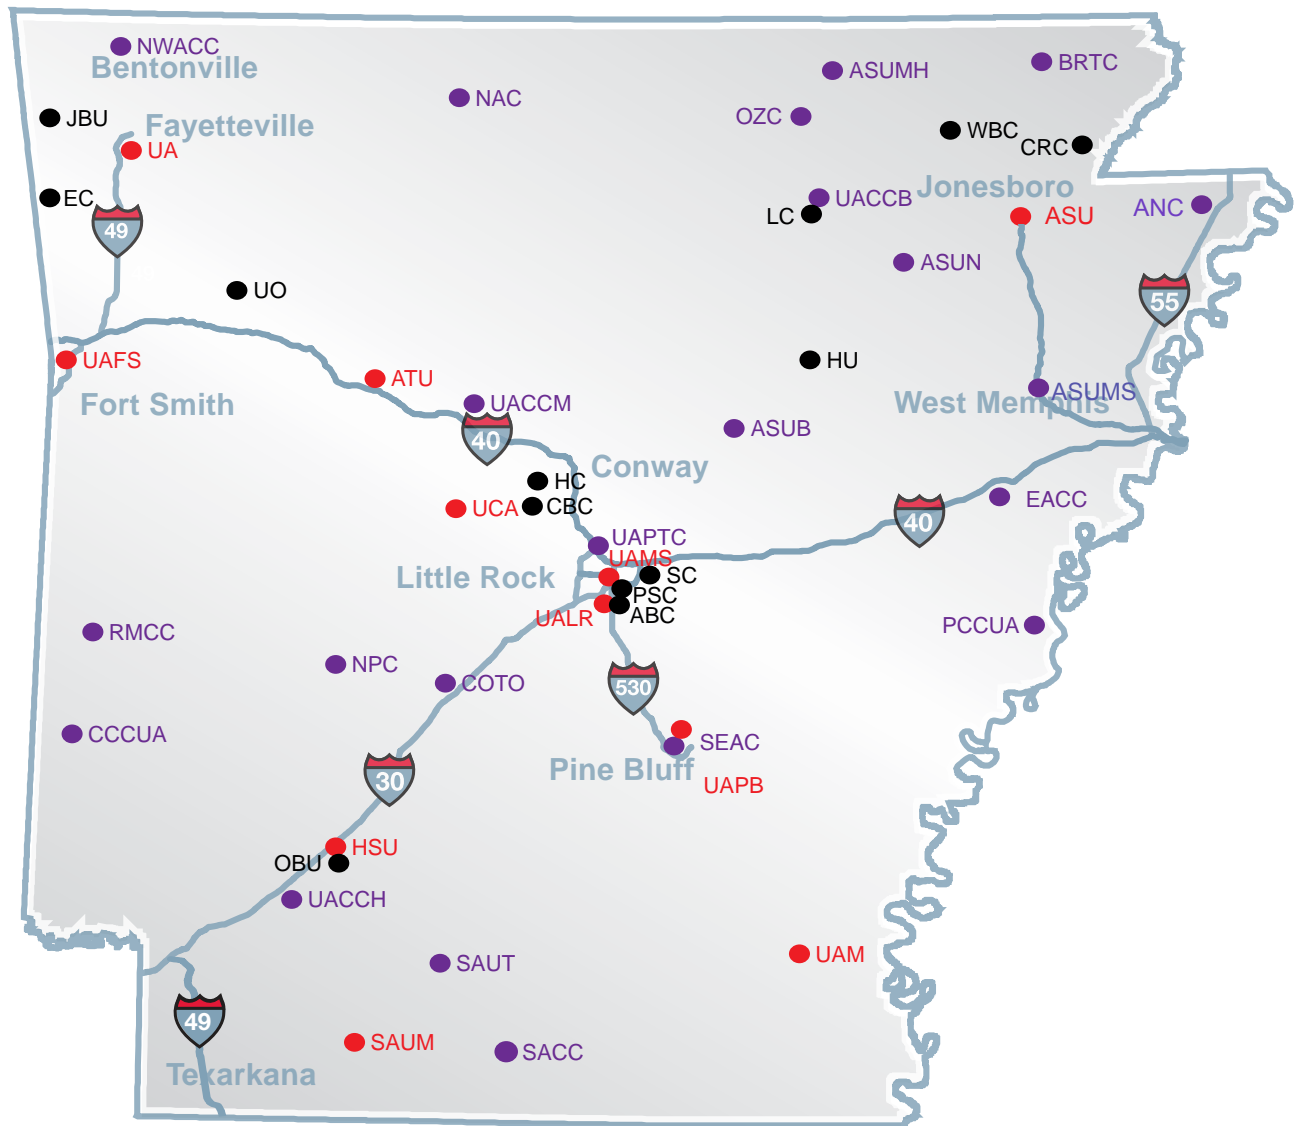 NWACC
Bentonville
ASUMH
BRTC
NAC
OZC
JBU
Fayetteville
WBC
CRC
UA
Jonesboro
EC
UACCB
LC
ASU
ANC
49
ASUN
UO
55
UAFS
HU
ATU
Fort Smith
UACCM
West Memphis
ASUMS
40
ASUB
Conway
HC
UCA
CBC
EACC
40
UAPTC
UAMS
Little Rock
SC
PSC
UALR
ABC
RMCC
PCCUA
NPC
COTO
530
CCCUA
SEAC
Pine Bluff
30
UAPB
HSU
OBU
UACCH
UAM
SAUT
49
SAUM
SACC
Texarkana